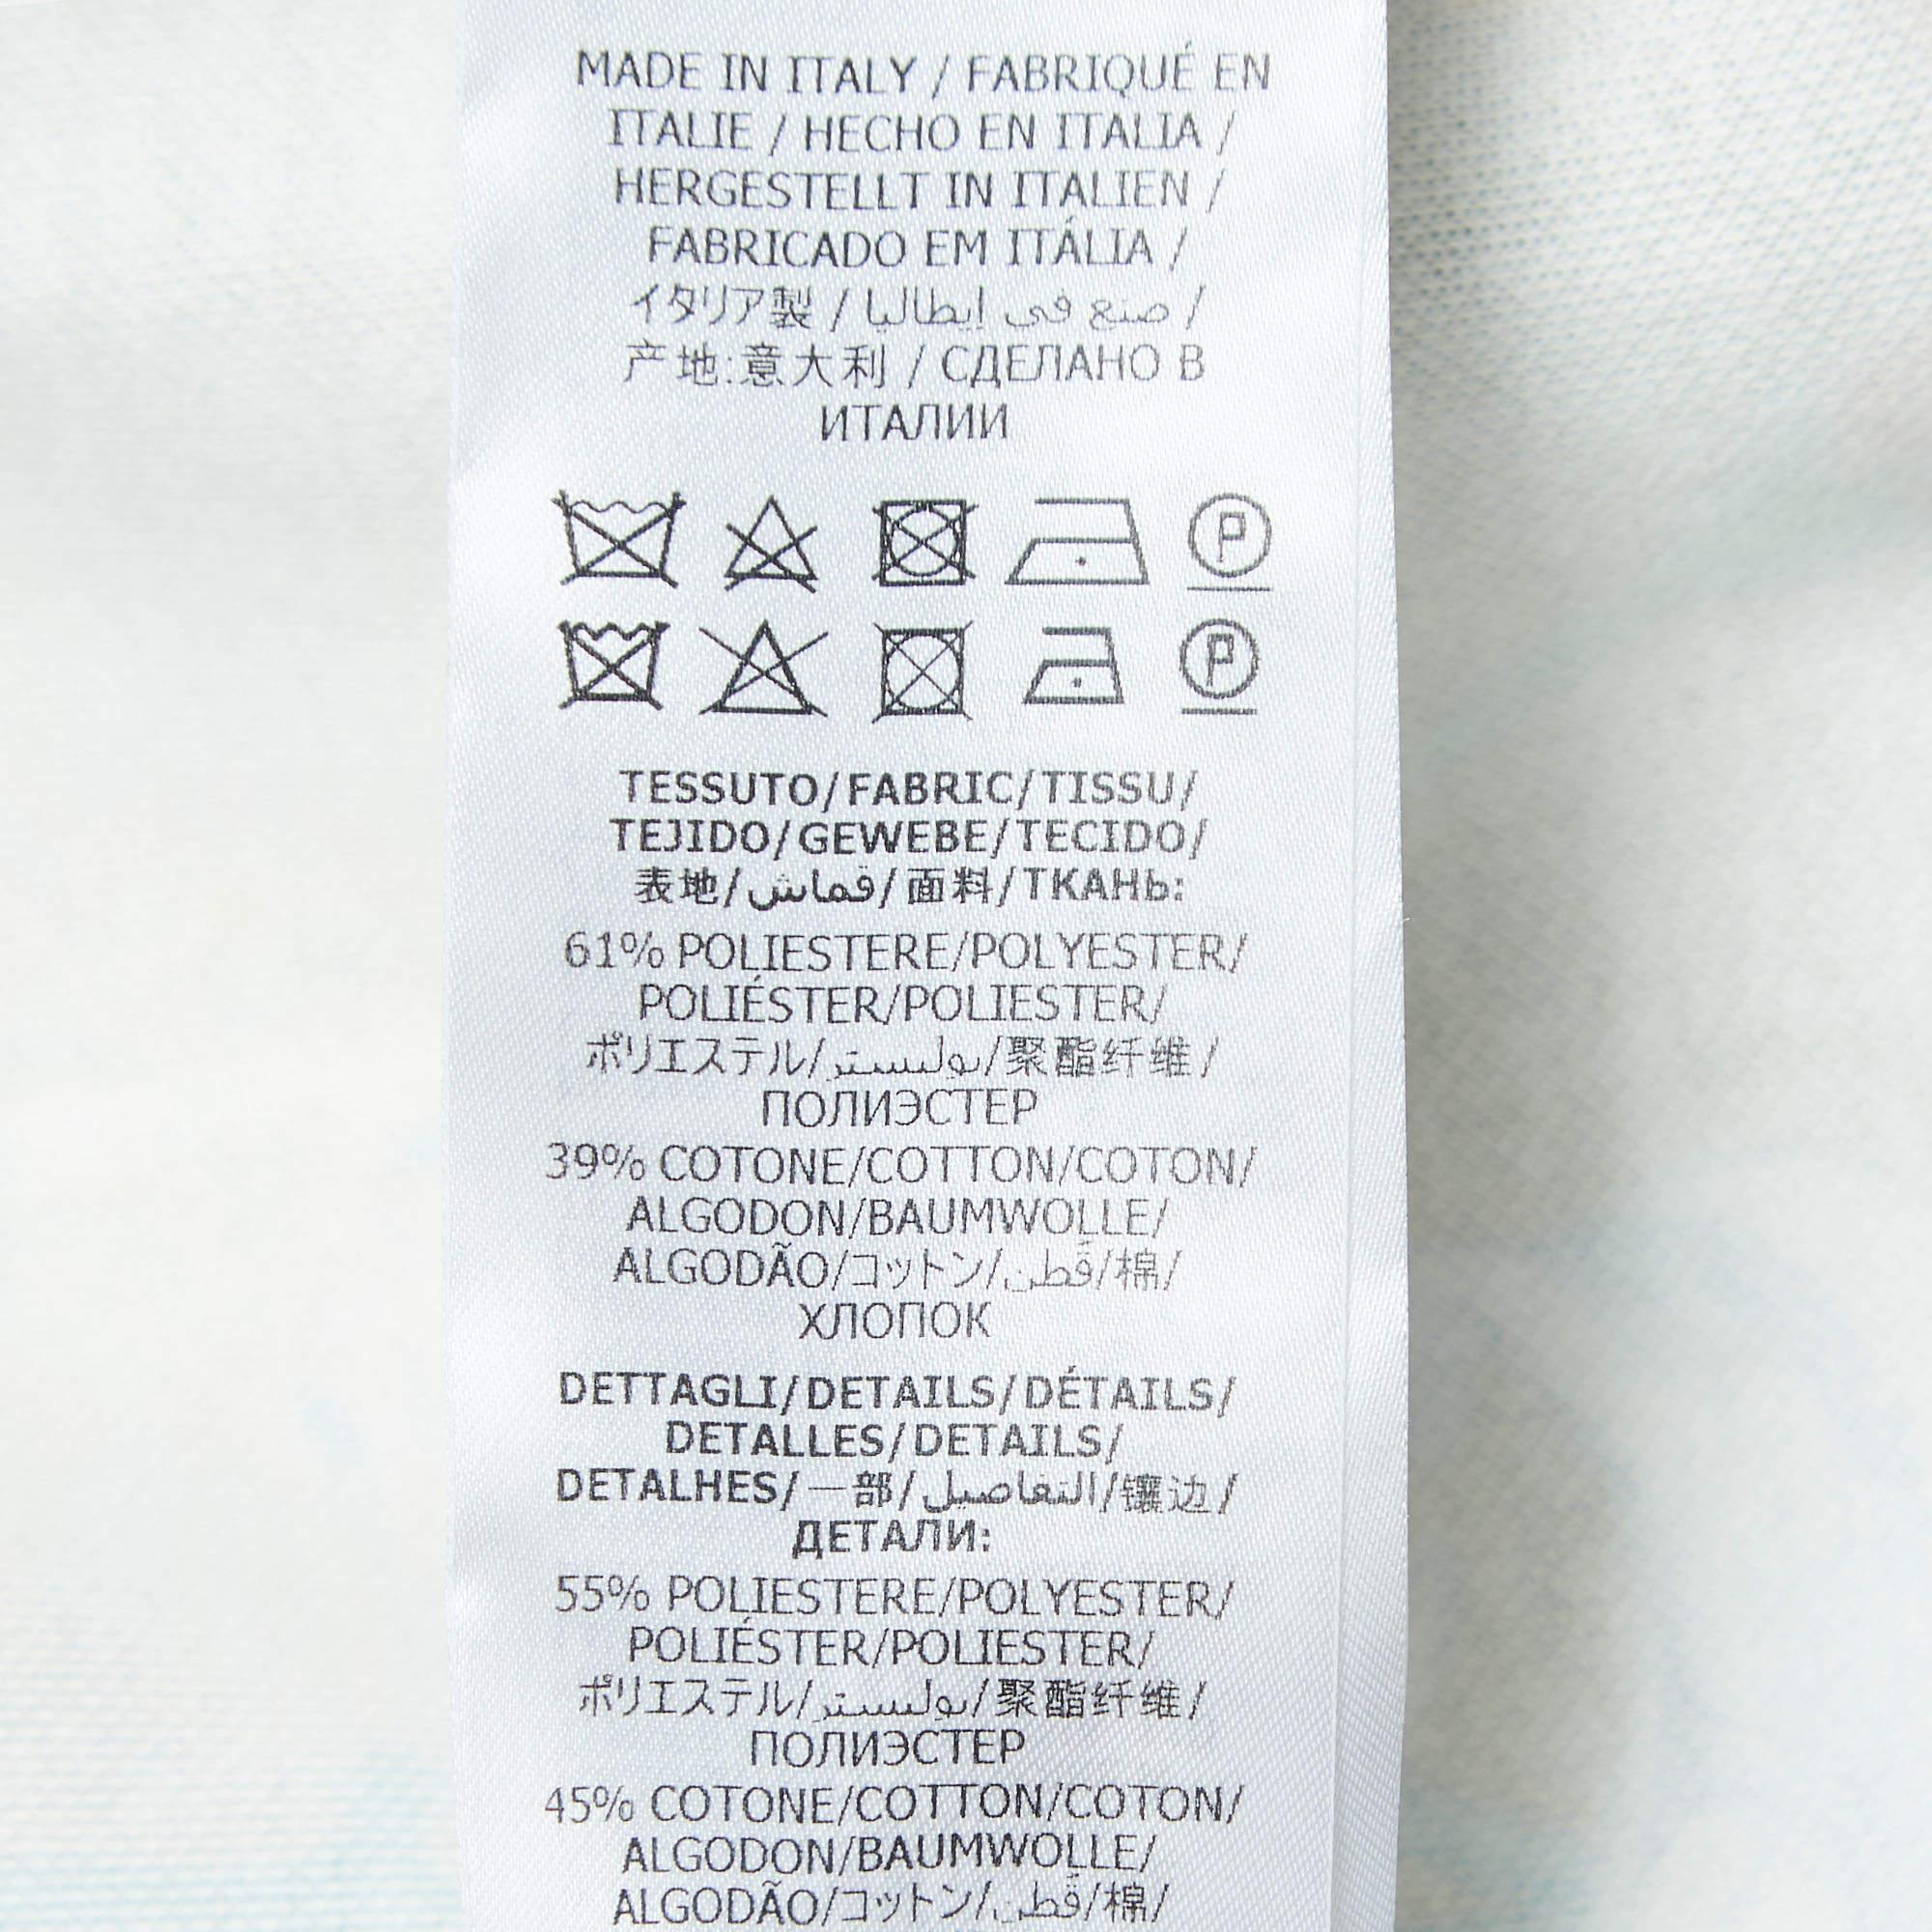 MADE IN ITALY / FABRIQUÉ EN
ITALIE / HECHO EN ITALIA /
HERGESTELLT IN ITALIEN /
FABRICADO EM ITÁLIA /
イタリア製 / صنع في إيطاليا /
产地:意大利 / СДЕЛАНО В
ИТАЛИИ
P
P
TESSUTO/FABRIC/TISSU/
TEJIDO/GEWEBE/TECIDO/
表地/قماش/面料/ТКАНЬ:
61% POLIESTERE/POLYESTER/
POLIÉSTER/POLIESTER/
ポリエステル/بوليستر/聚酯纤维/
ПОЛИЭСТЕР
39% COTONE/COTTON/COTON/
ALGODON/BAUMWOLLE/
ALGODÃO/コットン/قُطن/棉/
ХЛОПОК
DETTAGLI/DETAILS/DÉTAILS/
DETALLES/DETAILS/
DETALHES/一部/التفاصيل/镶边/
ДЕТАЛИ:
55% POLIESTERE/POLYESTER/
POLIÉSTER/POLIESTER/
ポリエステル/بوليستر/聚酯纤维/
ПОЛИЭСТЕР
45% COTONE/COTTON/COTON/
ALGODON/BAUMWOLLE/
ALGODÃO/コットン/قُطن/棉/